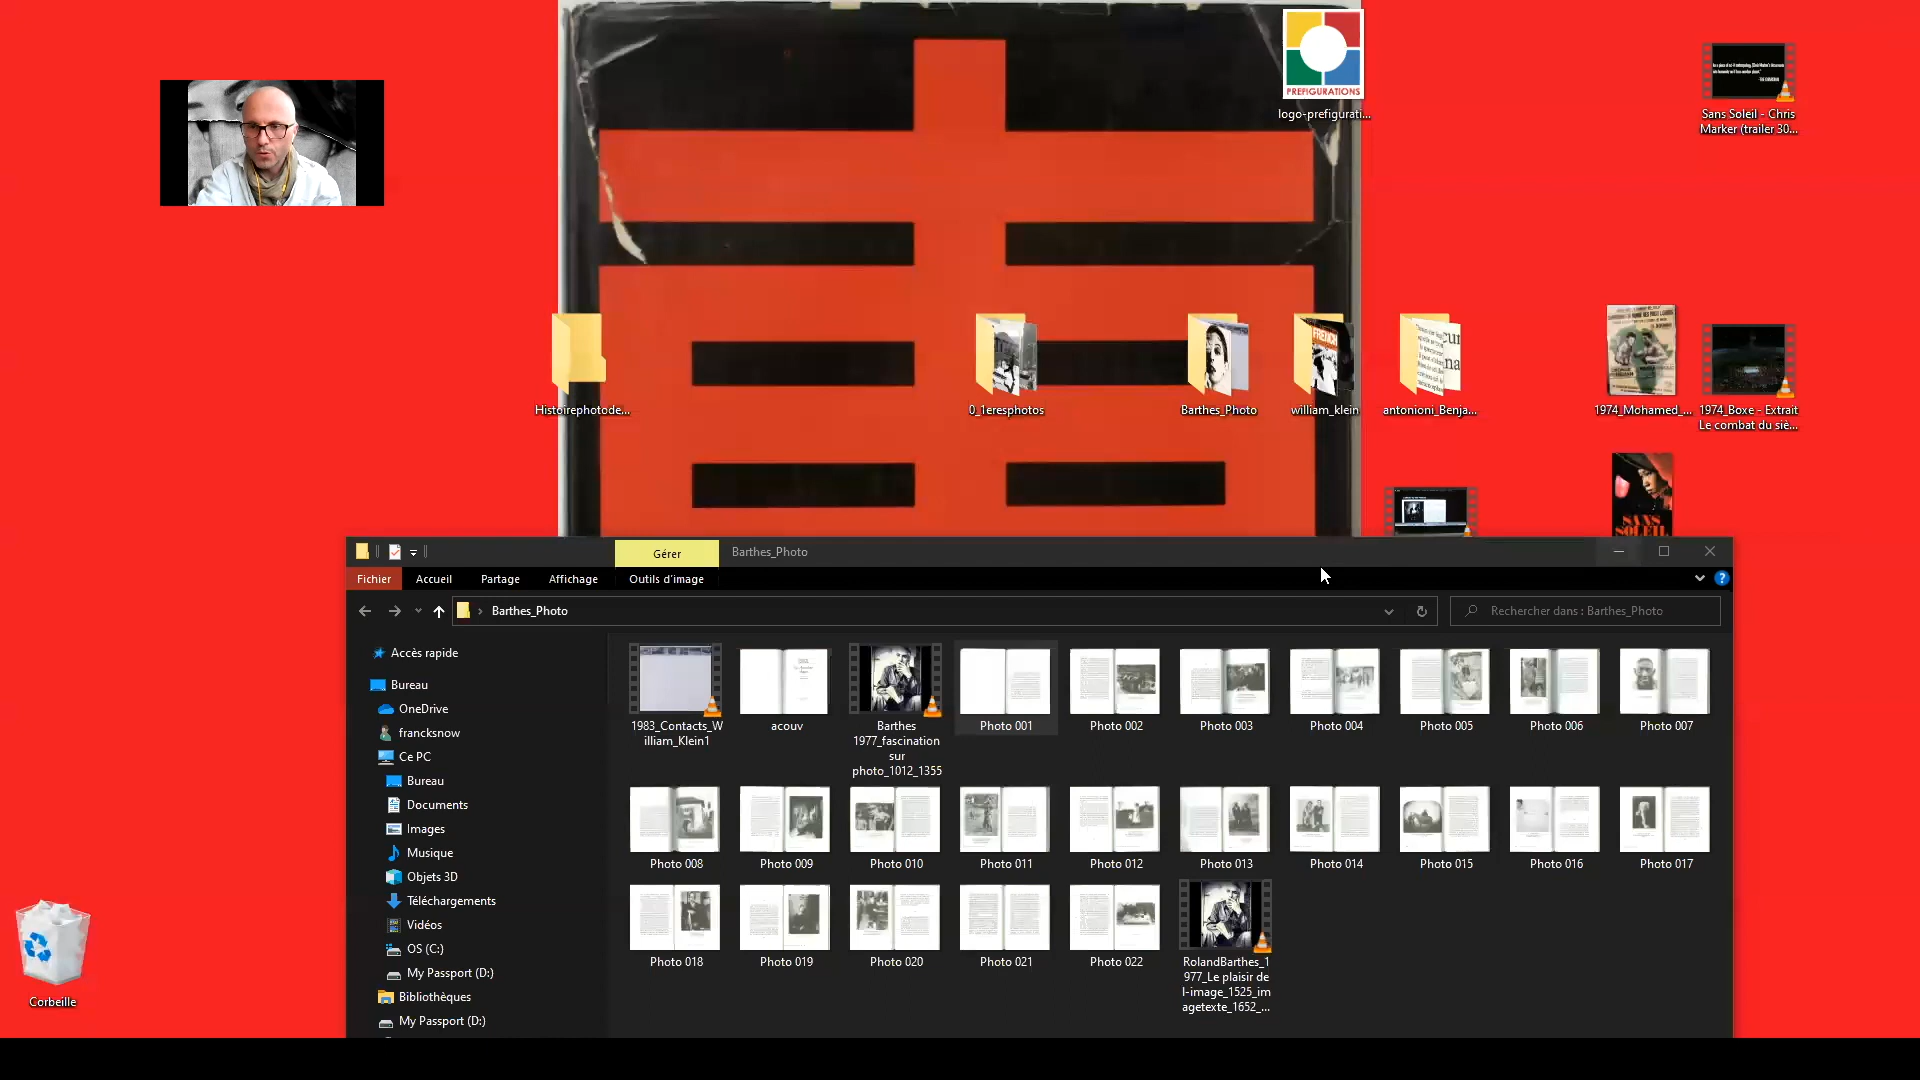 PREFIGURATIONS
logo-prefigurati...
Sans Soleil - Chris
Marker (trailer 30...
Histoirephotode...
0_1eresphotos
Barthes_Photo
william_klein
antonioni_Benja...
1974_Mohamed_...
1974_Boxe - Extrait
Le combat du siè...
FRENCH
SANS
SOLEIL
Gérer
Barthes_Photo
Fichier
Accueil
Partage
Affichage
Outils d'image
Barthes_Photo
Rechercher dans : Barthes_Photo
Accès rapide
Bureau
OneDrive
francksnow
Ce PC
Bureau
Documents
Images
Musique
Objets 3D
Téléchargements
Vidéos
OS (C:)
My Passport (D:)
Bibliothèques
My Passport (D:)
1983_Contacts_W
illiam_Klein1
acouv
Barthes
1977_fascination
sur
photo_1012_1355
Photo 001
Photo 002
Photo 003
Photo 004
Photo 005
Photo 006
Photo 007
Photo 008
Photo 009
Photo 010
Photo 011
Photo 012
Photo 013
Photo 014
Photo 015
Photo 016
Photo 017
Photo 018
Photo 019
Photo 020
Photo 021
Photo 022
RolandBarthes_1
977_Le plaisir de
l-image_1525_im
agetexte_1652_...
Corbeille